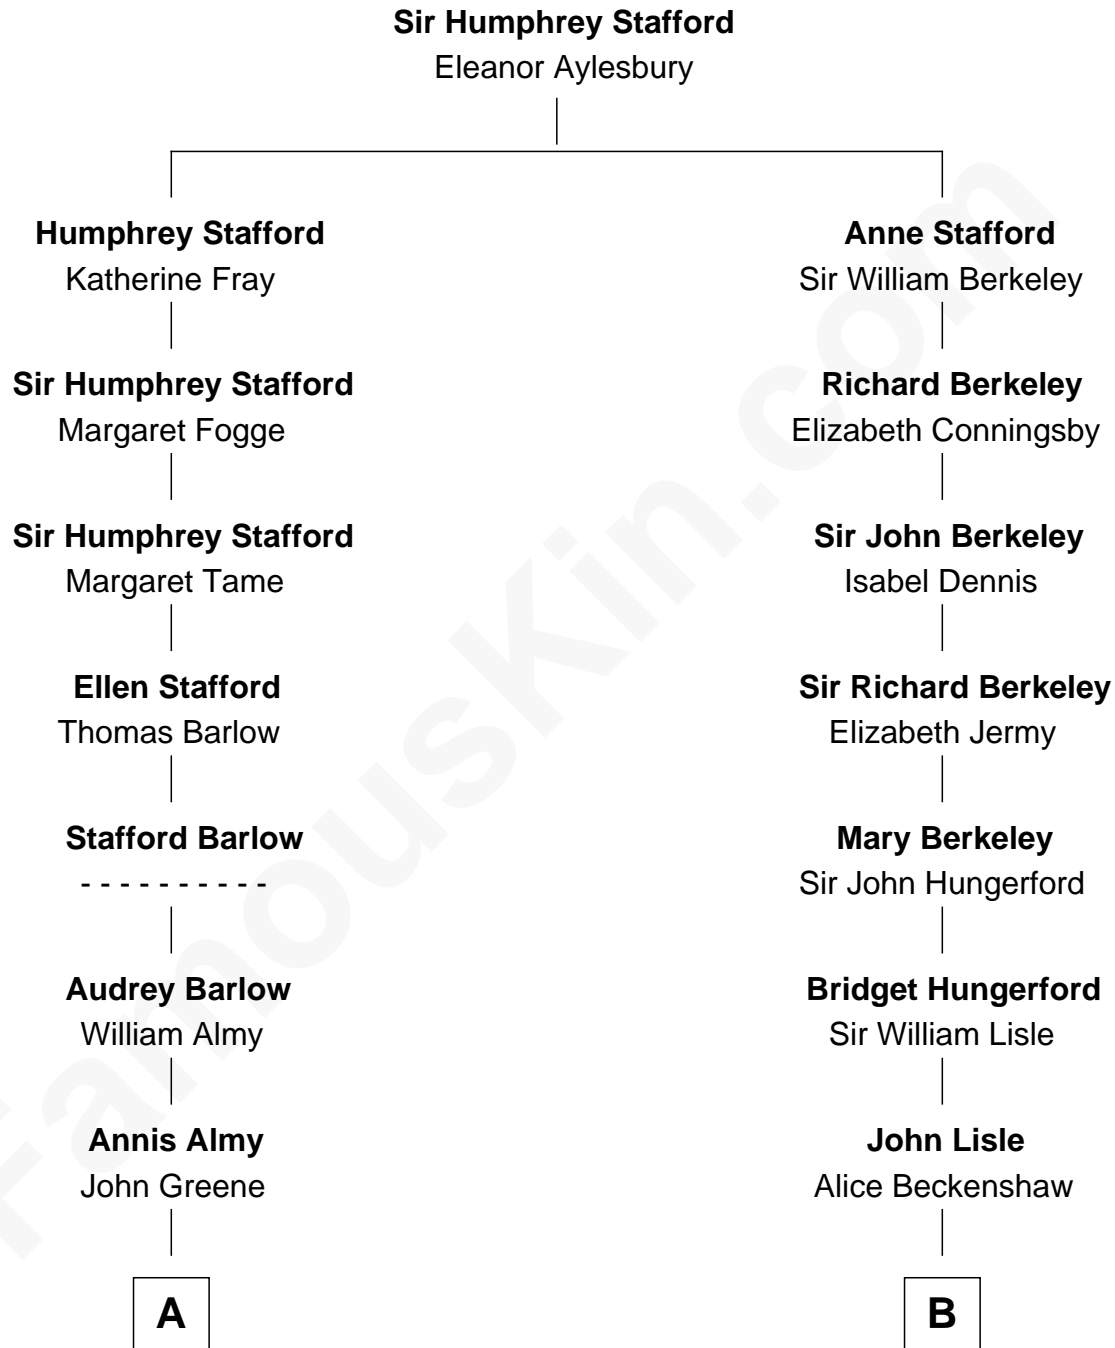 Sir Humphrey Stafford
Eleanor Aylesbury
Humphrey Stafford
Katherine Fray
Anne Stafford
Sir William Berkeley
Sir Humphrey Stafford
Margaret Fogge
Richard Berkeley
Elizabeth Conningsby
Sir Humphrey Stafford
Margaret Tame
Sir John Berkeley
Isabel Dennis
Ellen Stafford
Thomas Barlow
Sir Richard Berkeley
Elizabeth Jermy
Stafford Barlow
- - - - - - - - - -
Mary Berkeley
Sir John Hungerford
Audrey Barlow
William Almy
Bridget Hungerford
Sir William Lisle
Annis Almy
John Greene
John Lisle
Alice Beckenshaw
A
B
FamousKin.com